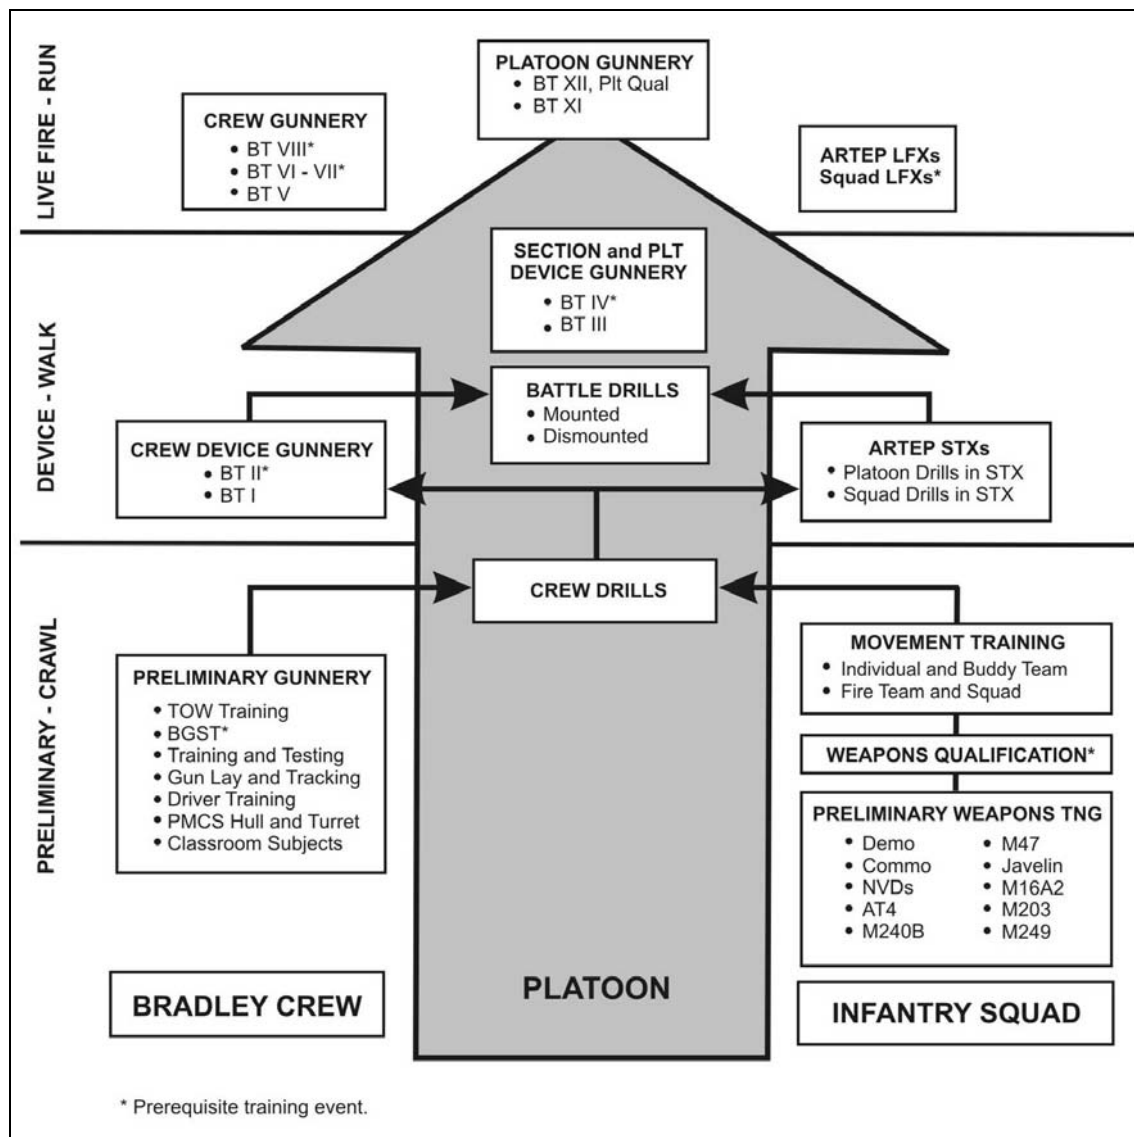 LIVE FIRE - RUN
PLATOON GUNNERY
• BT XII, Plt Qual
• BT XI
CREW GUNNERY
• BT VIII*
• BT VI - VII*
• BT V
ARTEP LFXs
Squad LFXs*
DEVICE - WALK
SECTION and PLT
DEVICE GUNNERY
• BT IV*
• BT III
BATTLE DRILLS
• Mounted
• Dismounted
CREW DEVICE GUNNERY
• BT II*
• BT I
ARTEP STXs
• Platoon Drills in STX
• Squad Drills in STX
PRELIMINARY - CRAWL
CREW DRILLS
PRELIMINARY GUNNERY
• TOW Training
• BGST*
• Training and Testing
• Gun Lay and Tracking
• Driver Training
• PMCS Hull and Turret
• Classroom Subjects
MOVEMENT TRAINING
• Individual and Buddy Team
• Fire Team and Squad
WEAPONS QUALIFICATION*
PRELIMINARY WEAPONS TNG
• Demo
• Commo
• NVDs
• AT4
• M240B
• M47
• Javelin
• M16A2
• M203
• M249
BRADLEY CREW
PLATOON
INFANTRY SQUAD
* Prerequisite training event.